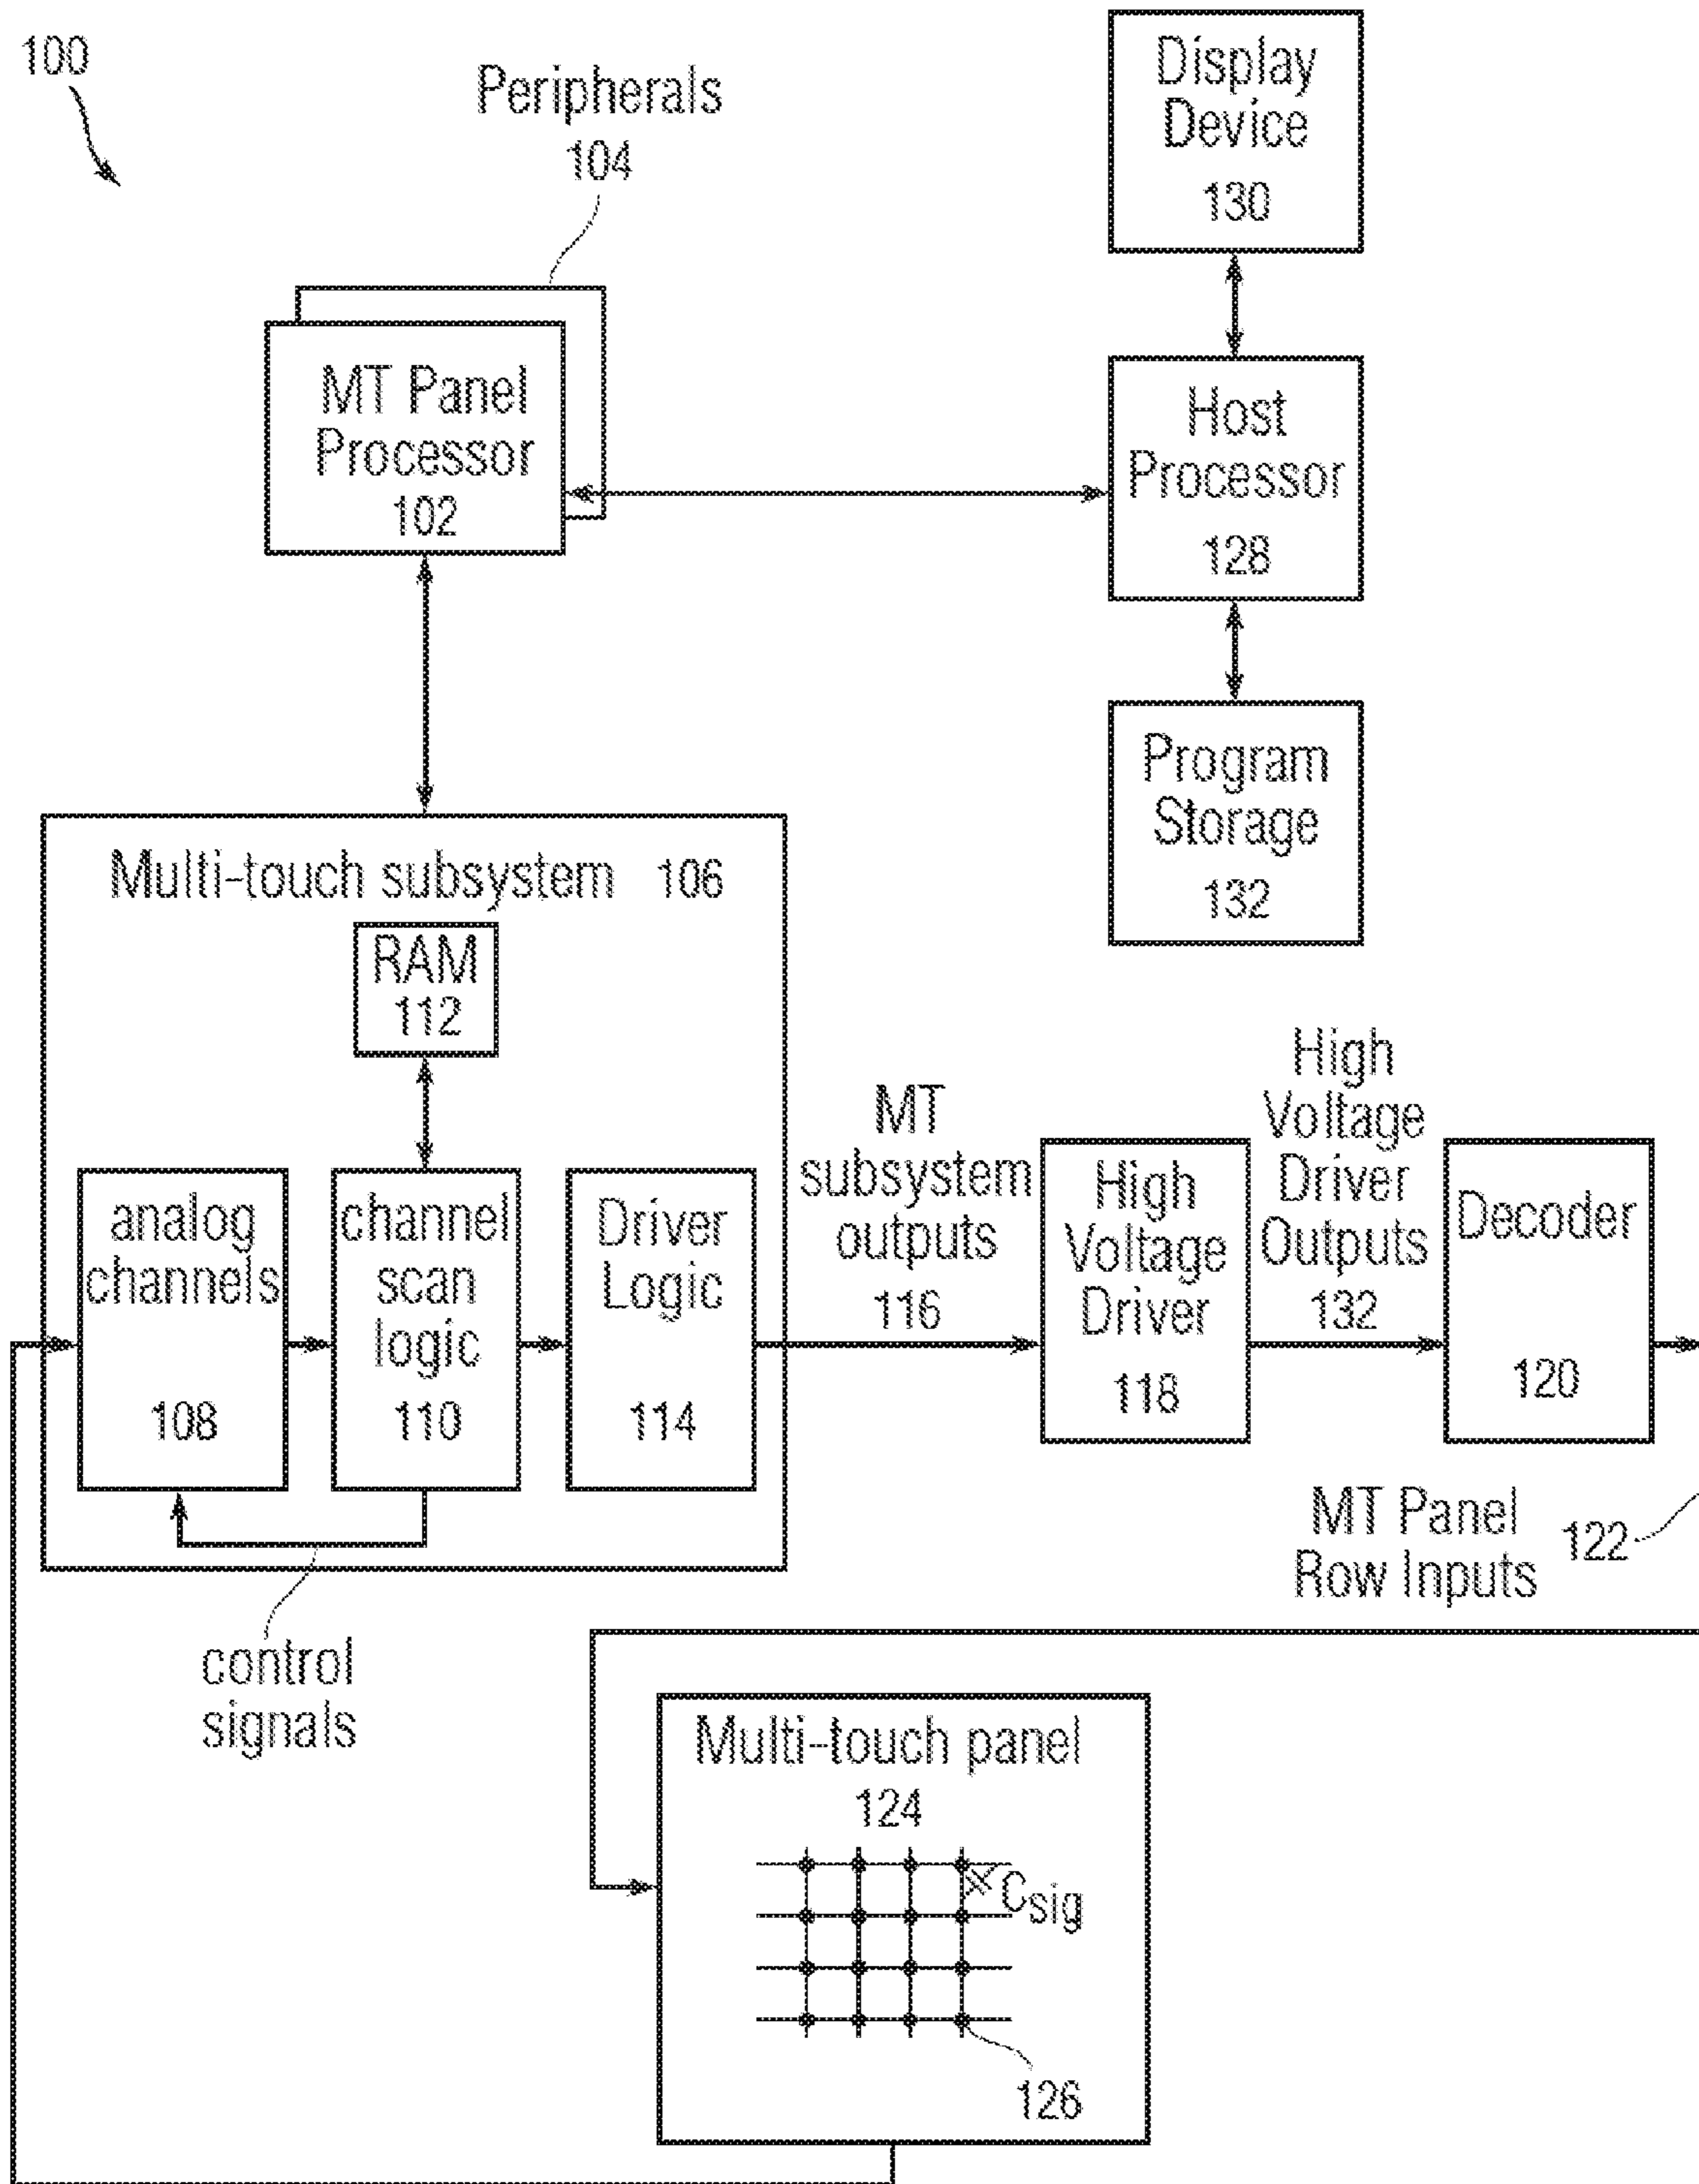 100
Peripherals
104
Display
Device
130
MT Panel
Processor
102
Host
Processor
128
Program
Storage
132
Multi-touch subsystem 106
RAM
112
analog
channels
108
channel
scan
logic
110
Driver
Logic
114
MT
subsystem
outputs
116
High
Voltage
Driver
118
High
Voltage
Driver
Outputs
132
Decoder
120
MT Panel
Row Inputs
122
control
signals
Multi-touch panel
124
Csig
126